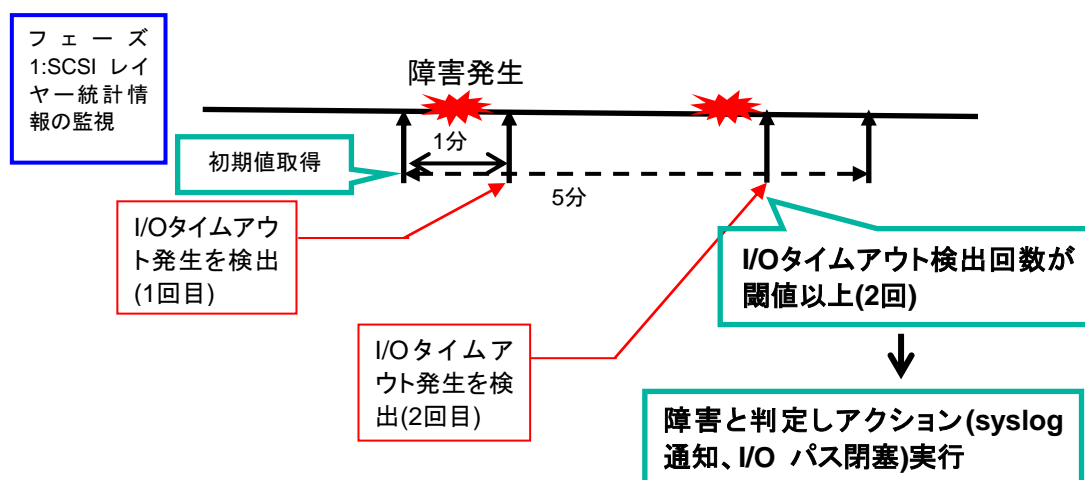 フェーズ
1:SCSI レイ
ヤー統計情
報の監視
障害発生
1分
初期値取得
5分
I/Oタイムアウ
ト発生を検出
(1回目)
I/Oタイムアウト検出回数が
閾値以上(2回)
I/Oタイムア
ウト発生を検
出(2回目)
障害と判定しアクション(syslog
通知、I/O パス閉塞)実行